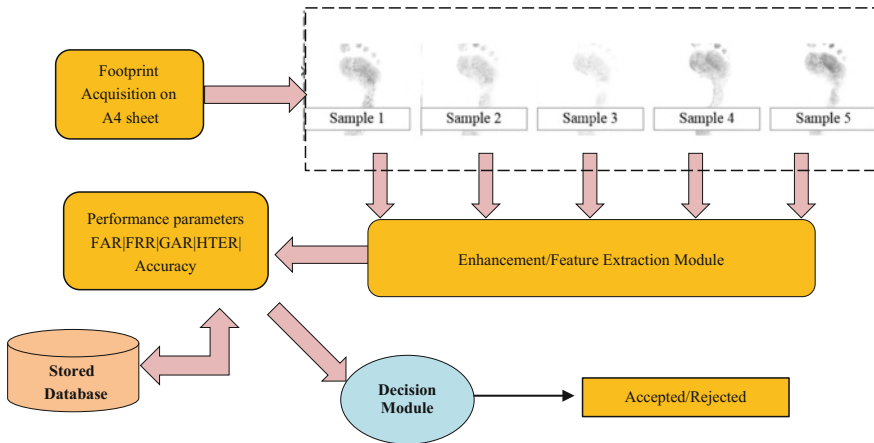 Footprint
Acquisition on
A4 sheet
Sample 1
Sample 2
Sample 3
Sample 4
Sample 5
Performance parameters
FAR|FRR|GAR|HTER|
Accuracy
Enhancement/Feature Extraction Module
Stored
Database
Decision
Module
Accepted/Rejected